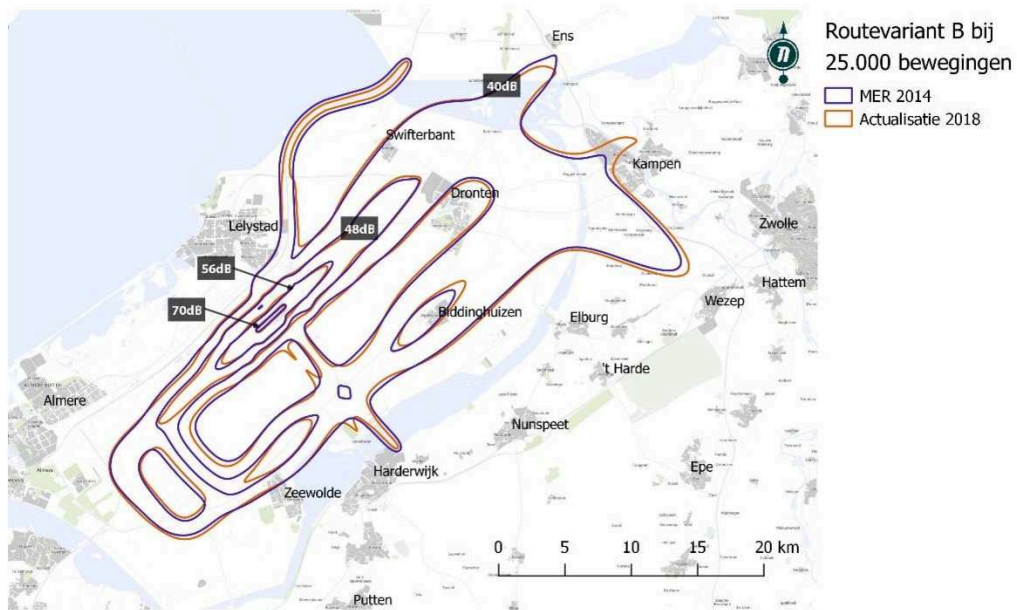 Routevariant B bij
25.000 bewegingen
MER 2014
Actualisatie 2018
Ens
40dB
Swifterbant
Kampen
Dronten
Zwolle
Lelystad
48dB
56dB
Hattem
Wezep
70dB
Biddinghuizen
Elburg
't Harde
Almere
Nunspeet
Epe
Harderwijk
Zeewolde
0 5 10 15 20 km
Putten